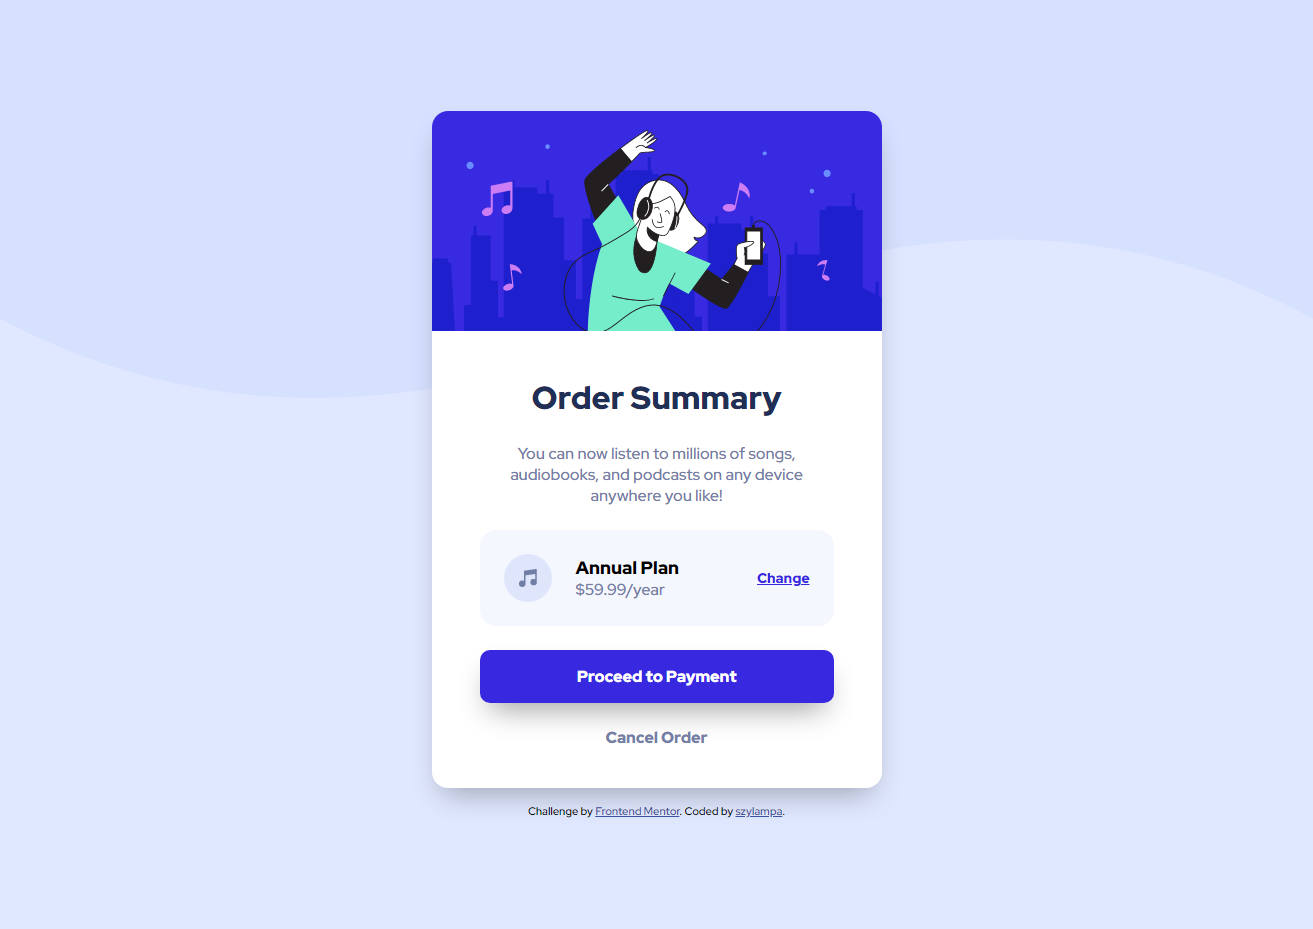 Order Summary
You can now listen to millions of songs,
audiobooks, and podcasts on any device
anywhere you like!
Annual Plan
$59.99/year
Change
Proceed to Payment
Cancel Order
Challenge by Frontend Mentor. Coded by szylampa.